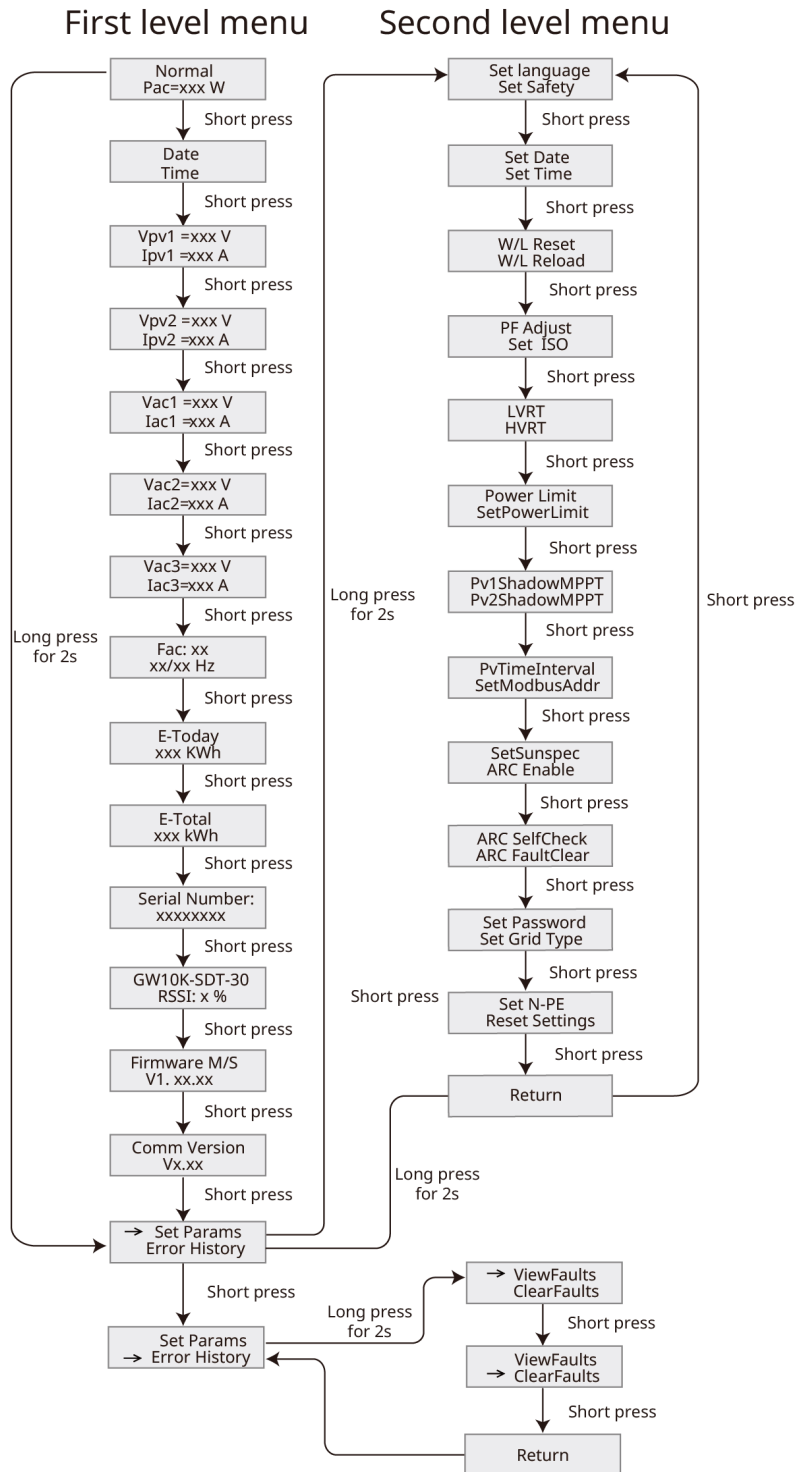 First level menu
Second level menu
Normal
Pac=xxx W
Short press
Date
Time
Short press
Vpv1 =xxx V
Ipv1 =xxx A
Short press
Vpv2 =xxx V
Ipv2 =xxx A
Short press
Vac1 =xxx V
Iac1 =xxx A
Short press
Vac2=xxx V
Iac2=xxx A
Short press
Vac3=xxx V
Iac3=xxx A
Short press
Long press
for 2s
Fac: xx
xx/xx Hz
Short press
E-Today
xxx KWh
Short press
E-Total
xxx kWh
Short press
Serial Number:
xxxxxxxx
Short press
GW10K-SDT-30
RSSI: x %
Short press
Firmware M/S
V1. xx.xx
Short press
Comm Version
Vx.xx
Short press
→ Set Params
Error History
Short press
Set Params
→ Error History
Long press
for 2s
Set language
Set Safety
Short press
Set Date
Set Time
Short press
W/L Reset
W/L Reload
Short press
PF Adjust
Set ISO
Short press
LVRT
HVRT
Short press
Power Limit
SetPowerLimit
Short press
Pv1ShadowMPPT
Pv2ShadowMPPT
Short press
Short press
PvTimeInterval
SetModbusAddr
Short press
SetSunspec
ARC Enable
Short press
ARC SelfCheck
ARC FaultClear
Short press
Set Password
Set Grid Type
Short press
Short press
Set N-PE
Reset Settings
Short press
Return
Long press
for 2s
Long press
for 2s
→ ViewFaults
ClearFaults
Short press
ViewFaults
→ ClearFaults
Short press
Return